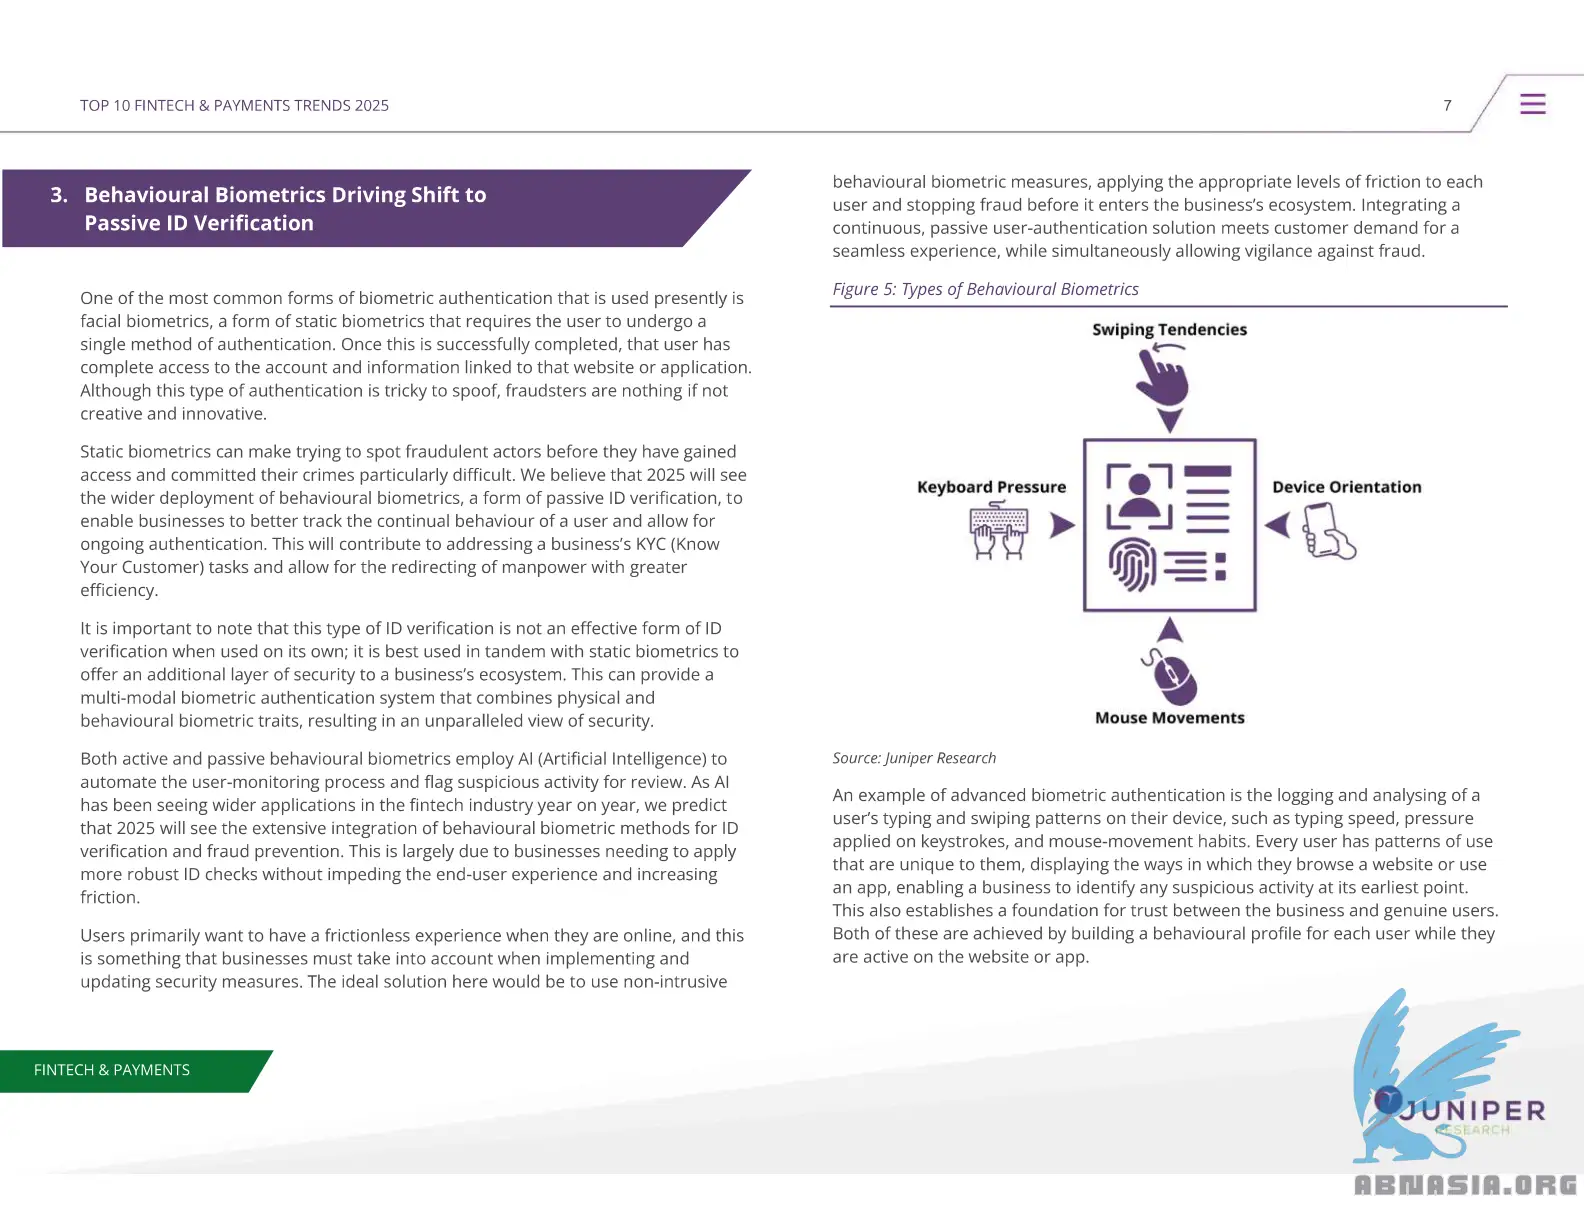 TOP 10 FINTECH & PAYMENTS TRENDS 2025
7
3. Behavioural Biometrics Driving Shift to
Passive ID Verification
One of the most common forms of biometric authentication that is used presently is
facial biometrics, a form of static biometrics that requires the user to undergo a
single method of authentication. Once this is successfully completed, that user has
complete access to the account and information linked to that website or application.
Although this type of authentication is tricky to spoof, fraudsters are nothing if not
creative and innovative.
Static biometrics can make trying to spot fraudulent actors before they have gained
access and committed their crimes particularly difficult. We believe that 2025 will see
the wider deployment of behavioural biometrics, a form of passive ID verification, to
enable businesses to better track the continual behaviour of a user and allow for
ongoing authentication. This will contribute to addressing a business's KYC (Know
Your Customer) tasks and allow for the redirecting of manpower with greater
efficiency.
It is important to note that this type of ID verification is not an effective form of ID
verification when used on its own; it is best used in tandem with static biometrics to
offer an additional layer of security to a business's ecosystem. This can provide a
multi-modal biometric authentication system that combines physical and
behavioural biometric traits, resulting in an unparalleled view of security.
Both active and passive behavioural biometrics employ AI (Artificial Intelligence) to
automate the user-monitoring process and flag suspicious activity for review. As AI
has been seeing wider applications in the fintech industry year on year, we predict
that 2025 will see the extensive integration of behavioural biometric methods for ID
verification and fraud prevention. This is largely due to businesses needing to apply
more robust ID checks without impeding the end-user experience and increasing
friction.
Users primarily want to have a frictionless experience when they are online, and this
is something that businesses must take into account when implementing and
updating security measures. The ideal solution here would be to use non-intrusive
behavioural biometric measures, applying the appropriate levels of friction to each
user and stopping fraud before it enters the business's ecosystem. Integrating a
continuous, passive user-authentication solution meets customer demand for a
seamless experience, while simultaneously allowing vigilance against fraud.
Figure 5: Types of Behavioural Biometrics
Swiping Tendencies
Keyboard Pressure
Device Orientation
Mouse Movements
Source: Juniper Research
An example of advanced biometric authentication is the logging and analysing of a
user's typing and swiping patterns on their device, such as typing speed, pressure
applied on keystrokes, and mouse-movement habits. Every user has patterns of use
that are unique to them, displaying the ways in which they browse a website or use
an app, enabling a business to identify any suspicious activity at its earliest point.
This also establishes a foundation for trust between the business and genuine users.
Both of these are achieved by building a behavioural profile for each user while they
are active on the website or app.
FINTECH & PAYMENTS
JUNIPER
RESEARCH
ABNASIA.ORG